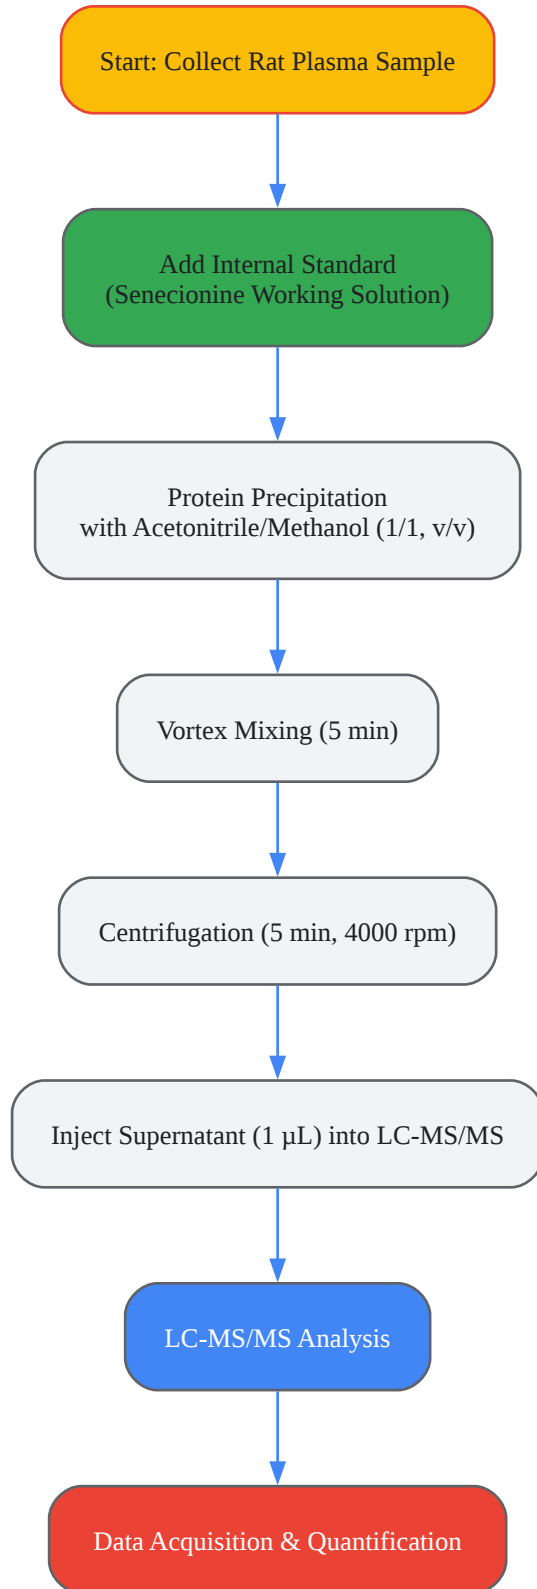 Start: Collect Rat Plasma Sample
Add Internal Standard
(Senecionine Working Solution)
Protein Precipitation
with Acetonitrile/Methanol (1/1, v/v)
Vortex Mixing (5 min)
Centrifugation (5 min, 4000 rpm)
Inject Supernatant (1 µL) into LC-MS/MS
LC-MS/MS Analysis
Data Acquisition & Quantification